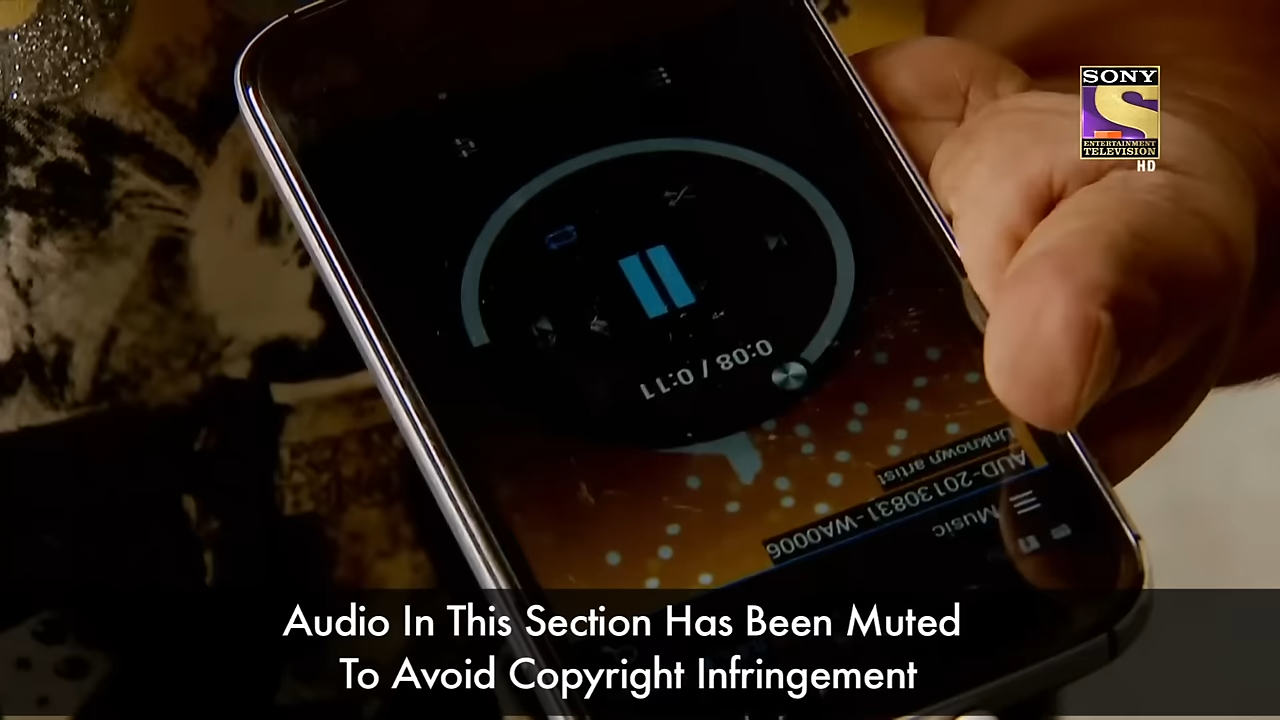 SONY
ENTERTAINMENT
TELEVISION
HD
0:08 / 0:11
Unknown artist
AUD-20130831-WA0006
Music
Audio In This Section Has Been Muted
To Avoid Copyright Infringement